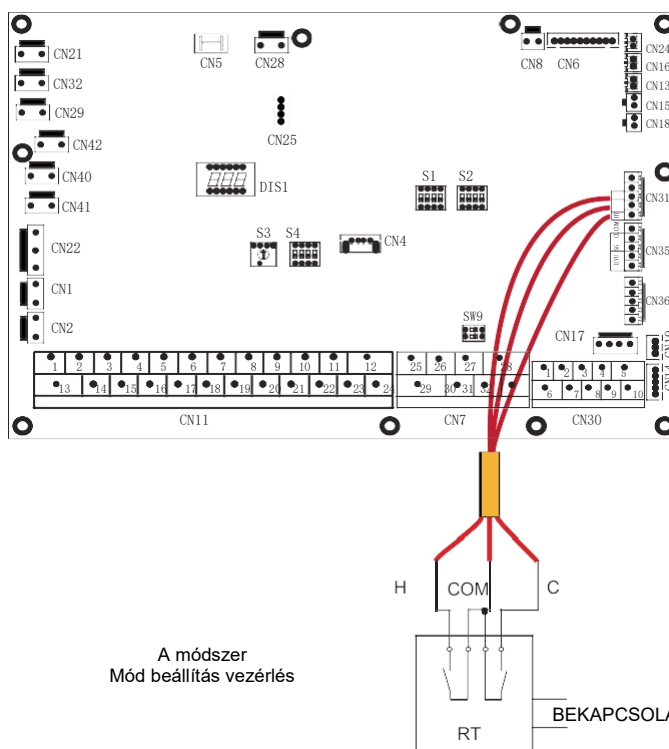 CN21
CN32
CN29
CN42
CN40
CN41
CN22
CN1
CN2
CN5
CN28
CN25
DIS1
CN8
CN6
CN24
CN16
CN13
CN15
CN18
S1
S2
S3
S4
CN4
CN31
CN35
CN36
SW9
CN17
1 2 3 4 5 6 7 8 9 10 11 12
13 14 15 16 17 18 19 20 21 22 23 24
CN11
25 26 27 28
29 30 31 32
CN7
1 2 3 4 5
6 7 8 9 10
CN30
H
COM
C
RT
BEKAPCSOLÁ
A módszer
Mód beállítás vezérlés